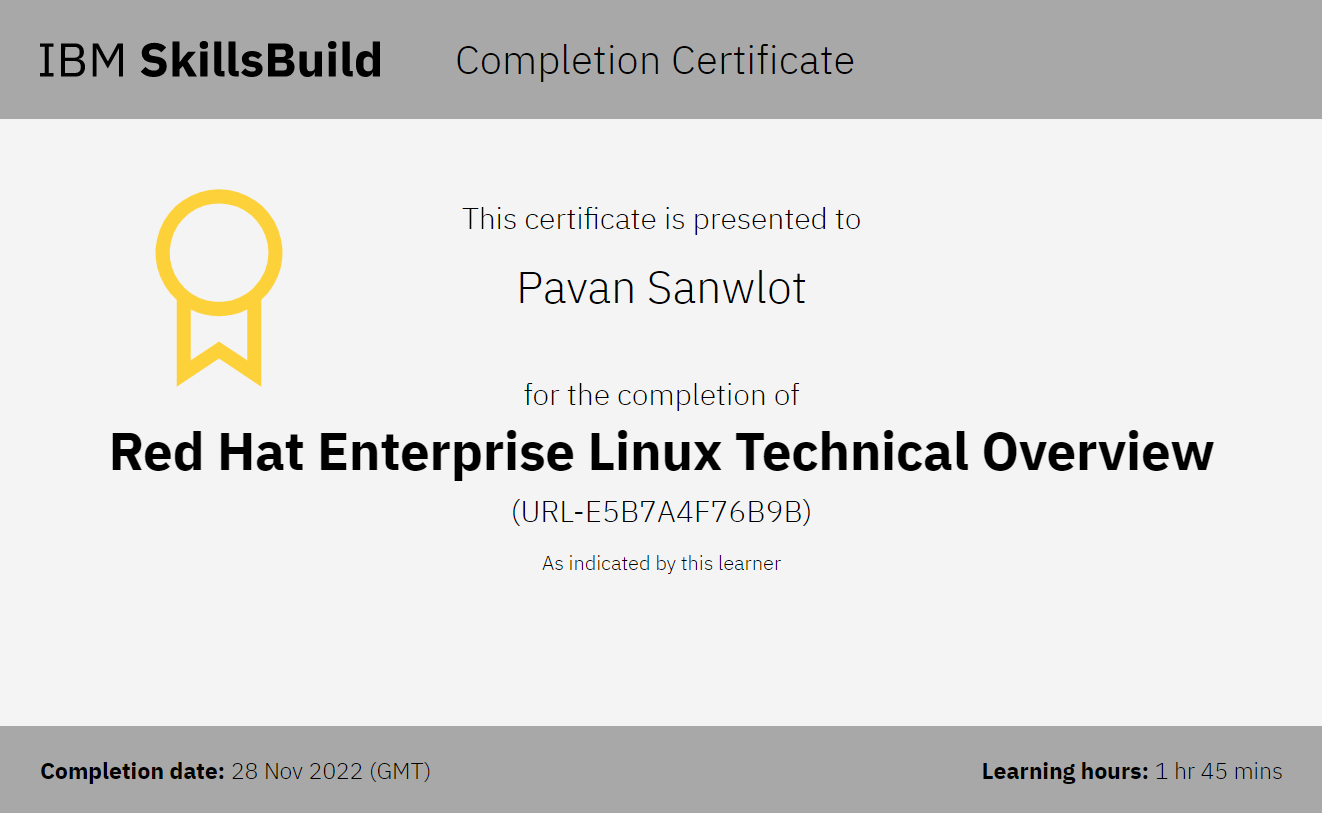 IBM SkillsBuild Completion Certificate
This certificate is presented to
Pavan Sanwlot
for the completion of
Red Hat Enterprise Linux Technical Overview
(URL-E5B7A4F76B9B)
As indicated by this learner
Completion date: 28 Nov 2022 (GMT)
Learning hours: 1 hr 45 mins